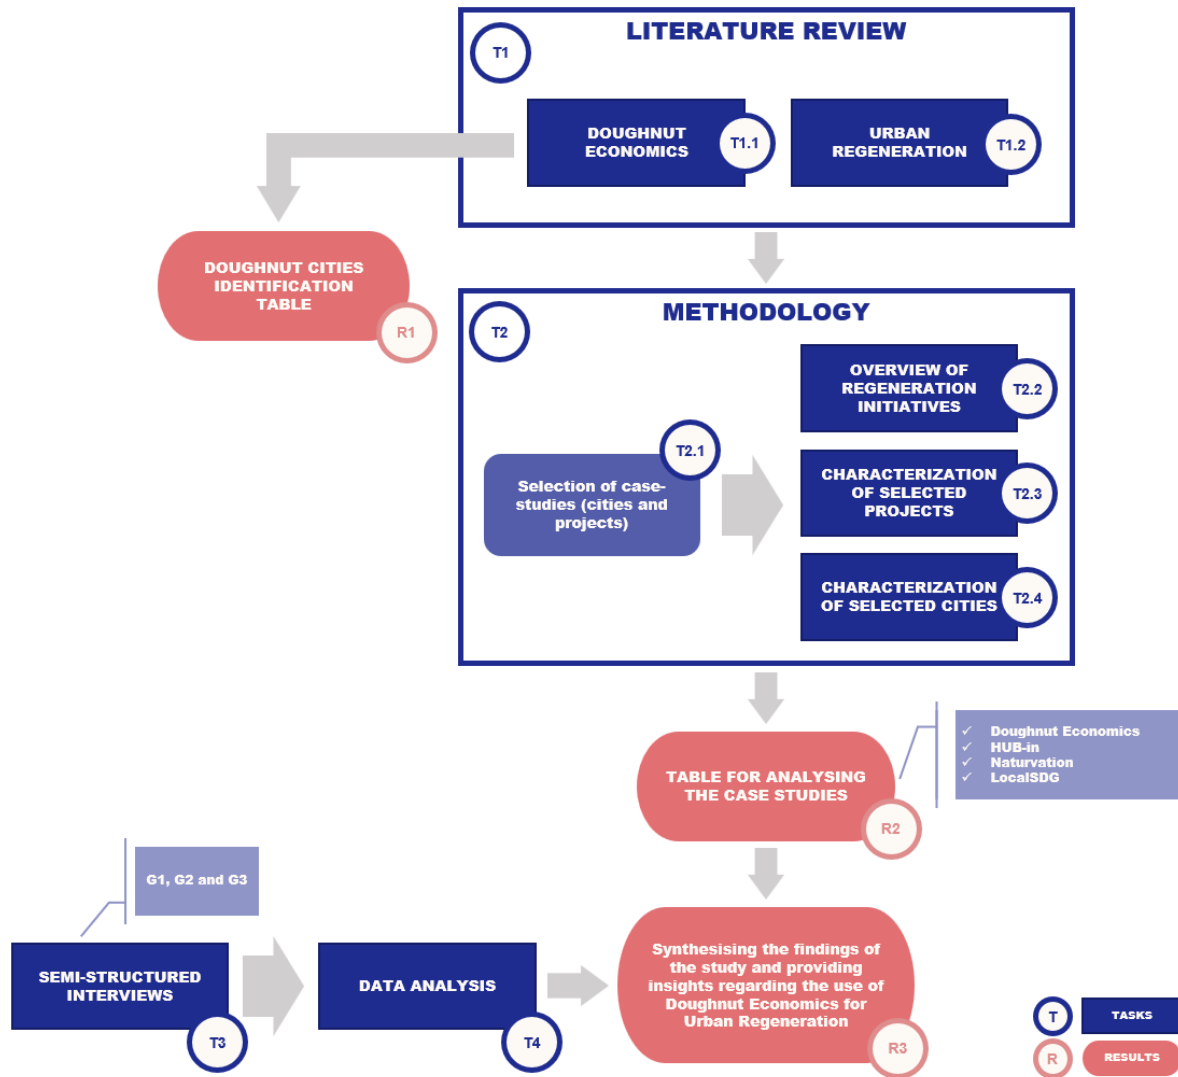 LITERATURE REVIEW
T1
DOUGHNUT
ECONOMICS
T1.1
URBAN
REGENERATION
T1.2
DOUGHNUT CITIES
IDENTIFICATION
TABLE
R1
METHODOLOGY
T2
OVERVIEW OF
REGENERATION
INITIATIVES
T2.2
T2.1
Selection of case-
studies (cities and
projects)
CHARACTERIZATION
OF SELECTED
PROJECTS
T2.3
CHARACTERIZATION
OF SELECTED CITIES
T2.4
✓ Doughnut Economics
✓ HUB-in
✓ Naturvation
✓ LocalSDG
TABLE FOR ANALYSING
THE CASE STUDIES
R2
G1, G2 and G3
SEMI-STRUCTURED
INTERVIEWS
T3
DATA ANALYSIS
T4
Synthesising the findings of
the study and providing
insights regarding the use of
Doughnut Economics for
Urban Regeneration
R3
T TASKS
R RESULTS